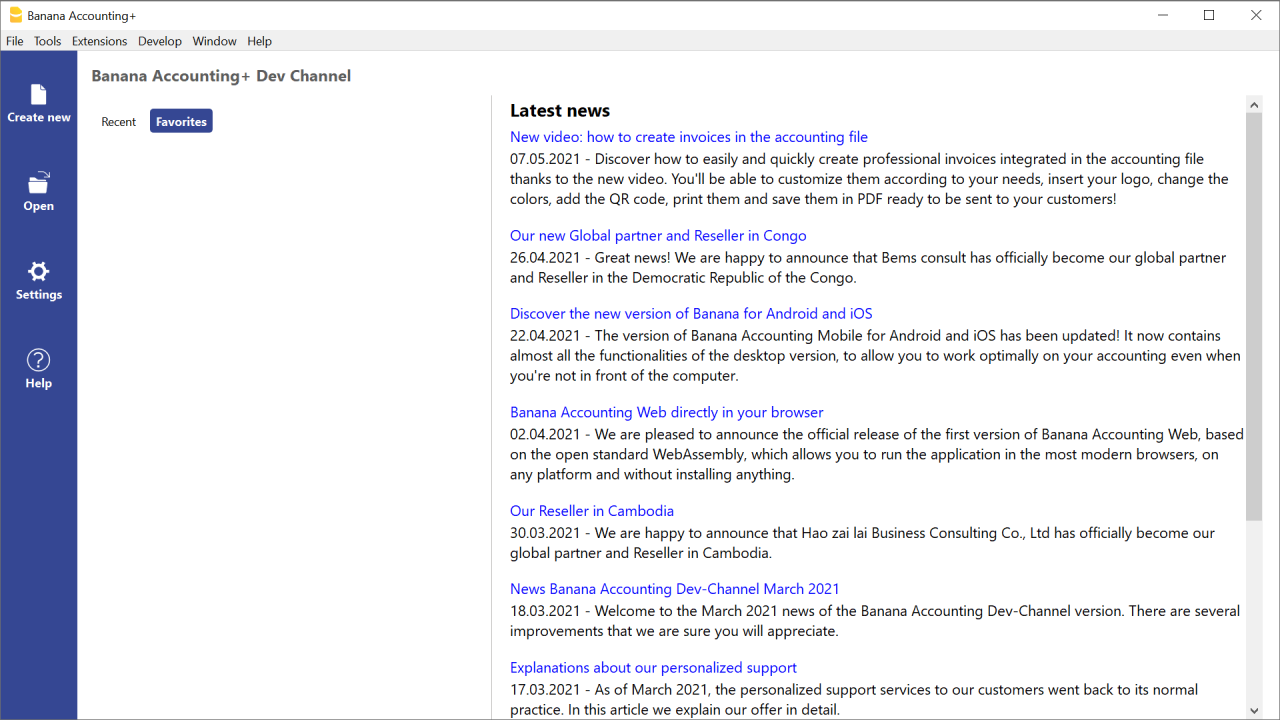 Banana Accounting+
File Tools Extensions Develop Window Help
Create new
Open
Settings
Help
Banana Accounting+ Dev Channel
Recent Favorites
Latest news
New video: how to create invoices in the accounting file
07.05.2021 - Discover how to easily and quickly create professional invoices integrated in the accounting file
thanks to the new video. You'll be able to customize them according to your needs, insert your logo, change the
colors, add the QR code, print them and save them in PDF ready to be sent to your customers!
Our new Global partner and Reseller in Congo
26.04.2021 - Great news! We are happy to announce that Bems consult has officially become our global partner
and Reseller in the Democratic Republic of the Congo.
Discover the new version of Banana for Android and iOS
22.04.2021 - The version of Banana Accounting Mobile for Android and iOS has been updated! It now contains
almost all the functionalities of the desktop version, to allow you to work optimally on your accounting even when
you're not in front of the computer.
Banana Accounting Web directly in your browser
02.04.2021 - We are pleased to announce the official release of the first version of Banana Accounting Web, based
on the open standard WebAssembly, which allows you to run the application in the most modern browsers, on
any platform and without installing anything.
Our Reseller in Cambodia
30.03.2021 - We are happy to announce that Hao zai lai Business Consulting Co., Ltd has officially become our
global partner and Reseller in Cambodia.
News Banana Accounting Dev-Channel March 2021
18.03.2021 - Welcome to the March 2021 news of the Banana Accounting Dev-Channel version. There are several
improvements that we are sure you will appreciate.
Explanations about our personalized support
17.03.2021 - As of March 2021, the personalized support services to our customers went back to its normal
practice. In this article we explain our offer in detail.